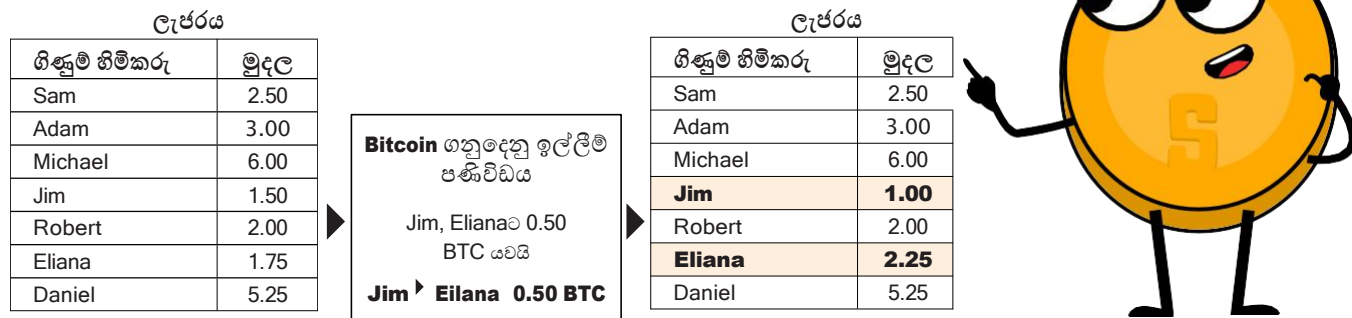 ලැජරය
ගිණුම් හිමිකරු මුදල
Sam 2.50
Adam 3.00
Michael 6.00
Jim 1.50
Robert 2.00
Eliana 1.75
Daniel 5.25
Bitcoin ගනුදෙනු ඉල්ලීම්
පණිවිඩය
Jim, Elianaට 0.50
BTC යවයි
Jim Eilana 0.50 BTC
ලැජරය
ගිණුම් හිමිකරු මුදල
Sam 2.50
Adam 3.00
Michael 6.00
Jim 1.00
Robert 2.00
Eliana 2.25
Daniel 5.25
S